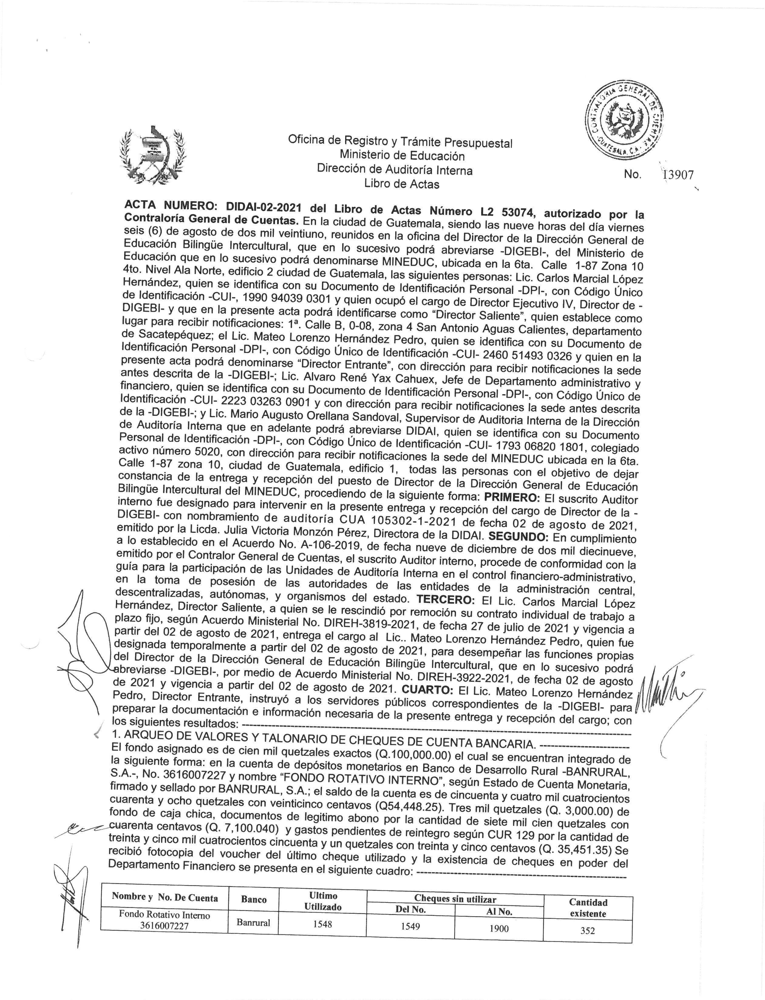 CONTRALORIA GENERAL DE CUENTAS
GUATEMALA, C.A.
Oficina de Registro y Trámite Presupuestal
Ministerio de Educación
Dirección de Auditoría Interna
Libro de Actas
No. 13907
ACTA NUMERO: DIDAI-02-2021 del Libro de Actas Número L2 53074, autorizado por la
Contraloría General de Cuentas. En la ciudad de Guatemala, siendo las nueve horas del día viernes
seis (6) de agosto de dos mil veintiuno, reunidos en la oficina del Director de la Dirección General de
Educación Bilingüe Intercultural, que en lo sucesivo podrá abreviarse -DIGEBI-, del Ministerio de
Educación que en lo sucesivo podrá denominarse MINEDUC, ubicada en la 6ta. Calle 1-87 Zona 10
4to. Nivel Ala Norte, edificio 2 ciudad de Guatemala, las siguientes personas: Lic. Carlos Marcial López
Hernández, quien se identifica con su Documento de Identificación Personal -DPI-, con Código Único
de Identificación -CUI-, 1990 94039 0301 y quien ocupó el cargo de Director Ejecutivo IV, Director de -
DIGEBI- y que en la presente acta podrá identificarse como “Director Saliente”, quien establece como
lugar para recibir notificaciones: 1ª. Calle B, 0-08, zona 4 San Antonio Aguas Calientes, departamento
de Sacatepéquez; el Lic. Mateo Lorenzo Hernández Pedro, quien se identifica con su Documento de
Identificación Personal -DPI-, con Código Único de Identificación -CUI- 2460 51493 0326 y quien en la
presente acta podrá denominarse “Director Entrante”, con dirección para recibir notificaciones la sede
antes descrita de la -DIGEBI-; Lic. Alvaro René Yax Cahuex, Jefe de Departamento administrativo y
financiero, quien se identifica con su Documento de Identificación Personal -DPI-, con Código Único de
Identificación -CUI- 2223 03263 0901 y con dirección para recibir notificaciones la sede antes descrita
de la -DIGEBI-; y Lic. Mario Augusto Orellana Sandoval, Supervisor de Auditoria Interna de la Dirección
de Auditoría Interna que en adelante podrá abreviarse DIDAI, quien se identifica con su Documento
Personal de Identificación -DPI-, con Código Único de Identificación -CUI- 1793 06820 1801, colegiado
activo número 5020, con dirección para recibir notificaciones la sede del MINEDUC ubicada en la 6ta.
Calle 1-87 zona 10, ciudad de Guatemala, edificio 1, todas las personas con el objetivo de dejar
constancia de la entrega y recepción del puesto de Director de la Dirección General de Educación
Bilingüe Intercultural del MINEDUC, procediendo de la siguiente forma: PRIMERO: El suscrito Auditor
interno fue designado para intervenir en la presente entrega y recepción del cargo de Director de la -
DIGEBI- con nombramiento de auditoría CUA 105302-1-2021 de fecha 02 de agosto de 2021,
emitido por la Licda. Julia Victoria Monzón Pérez, Directora de la DIDAI. SEGUNDO: En cumplimiento
a lo establecido en el Acuerdo No. A-106-2019, de fecha nueve de diciembre de dos mil diecinueve,
emitido por el Contralor General de Cuentas, el suscrito Auditor interno, procede de conformidad con la
guía para la participación de las Unidades de Auditoría Interna en el control financiero-administrativo,
en la toma de posesión de las autoridades de las entidades de la administración central,
descentralizadas, autónomas, y organismos del estado. TERCERO: El Lic. Carlos Marcial López
Hernández, Director Saliente, a quien se le rescindió por remoción su contrato individual de trabajo a
plazo fijo, según Acuerdo Ministerial No. DIREH-3819-2021, de fecha 27 de julio de 2021 y vigencia a
partir del 02 de agosto de 2021, entrega el cargo al Lic.. Mateo Lorenzo Hernández Pedro, quien fue
designada temporalmente a partir del 02 de agosto de 2021, para desempeñar las funciones propias
del Director de la Dirección General de Educación Bilingüe Intercultural, que en lo sucesivo podrá
abreviarse -DIGEBI-, por medio de Acuerdo Ministerial No. DIREH-3922-2021, de fecha 02 de agosto
de 2021 y vigencia a partir del 02 de agosto de 2021. CUARTO: El Lic. Mateo Lorenzo Hernández
Pedro, Director Entrante, instruyó a los servidores públicos correspondientes de la -DIGEBI- para
preparar la documentación e información necesaria de la presente entrega y recepción del cargo; con
los siguientes resultados: ----------
1. ARQUEO DE VALORES Y TALONARIO DE CHEQUES DE CUENTA BANCARIA. ----------
El fondo asignado es de cien mil quetzales exactos (Q.100,000.00) el cual se encuentran integrado de
la siguiente forma: en la cuenta de depósitos monetarios en Banco de Desarrollo Rural -BANRURAL,
S.A.-, No. 3616007227 y nombre “FONDO ROTATIVO INTERNO”, según Estado de Cuenta Monetaria,
firmado y sellado por BANRURAL, S.A.; el saldo de la cuenta es de cincuenta y cuatro mil cuatrocientos
cuarenta y ocho quetzales con veinticinco centavos (Q54,448.25). Tres mil quetzales (Q. 3,000.00) de
fondo de caja chica, documentos de legitimo abono por la cantidad de siete mil cien quetzales con
cuarenta centavos (Q. 7,100.040) y gastos pendientes de reintegro según CUR 129 por la cantidad de
treinta y cinco mil cuatrocientos cincuenta y un quetzales con treinta y cinco centavos (Q. 35,451.35) Se
recibió fotocopia del voucher del último cheque utilizado y la existencia de cheques en poder del
Departamento Financiero se presenta en el siguiente cuadro: ----------
Nombre y No. De Cuenta Banco Ultimo Utilizado Cheques sin utilizar Cantidad existente
Del No. Al No.
Fondo Rotativo Interno 3616007227 Banrural 1548 1549 1900 352